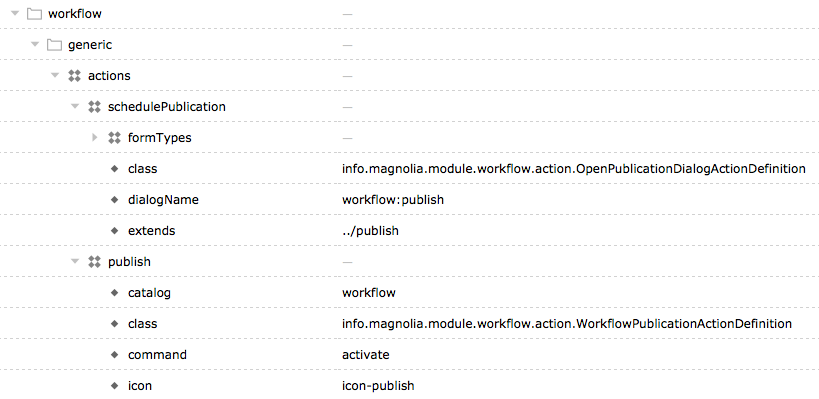 workflow —
generic —
actions —
schedulePublication —
formTypes —
class info.magnolia.module.workflow.action.OpenPublicationDialogActionDefinition
dialogName workflow:publish
extends ../publish
publish —
catalog workflow
class info.magnolia.module.workflow.action.WorkflowPublicationActionDefinition
command activate
icon icon-publish